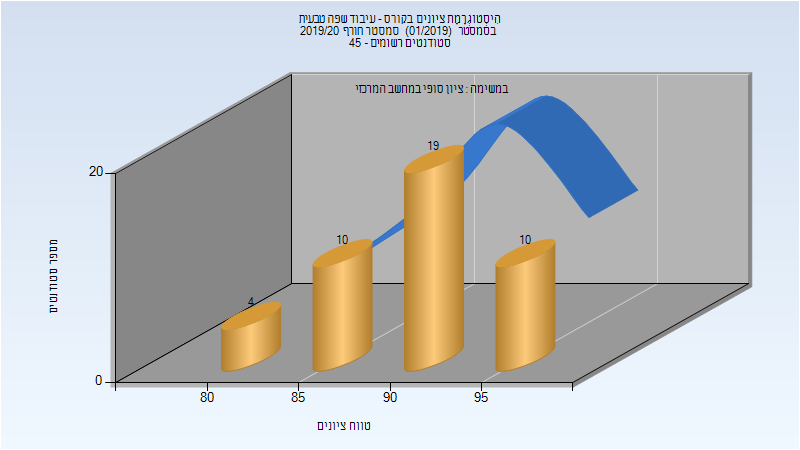 היסטוגרמת ציונים בקורס - עיבוד שפה טבעית
בסמסטר (01/2019) סמסטר חורף 2019/20
סטודנטים רשומים - 45
במשימה : ציון סופי במחשב המרכזי
מספר סטודנטים
20
0
4
10
19
10
80
85
90
95
טווח ציונים